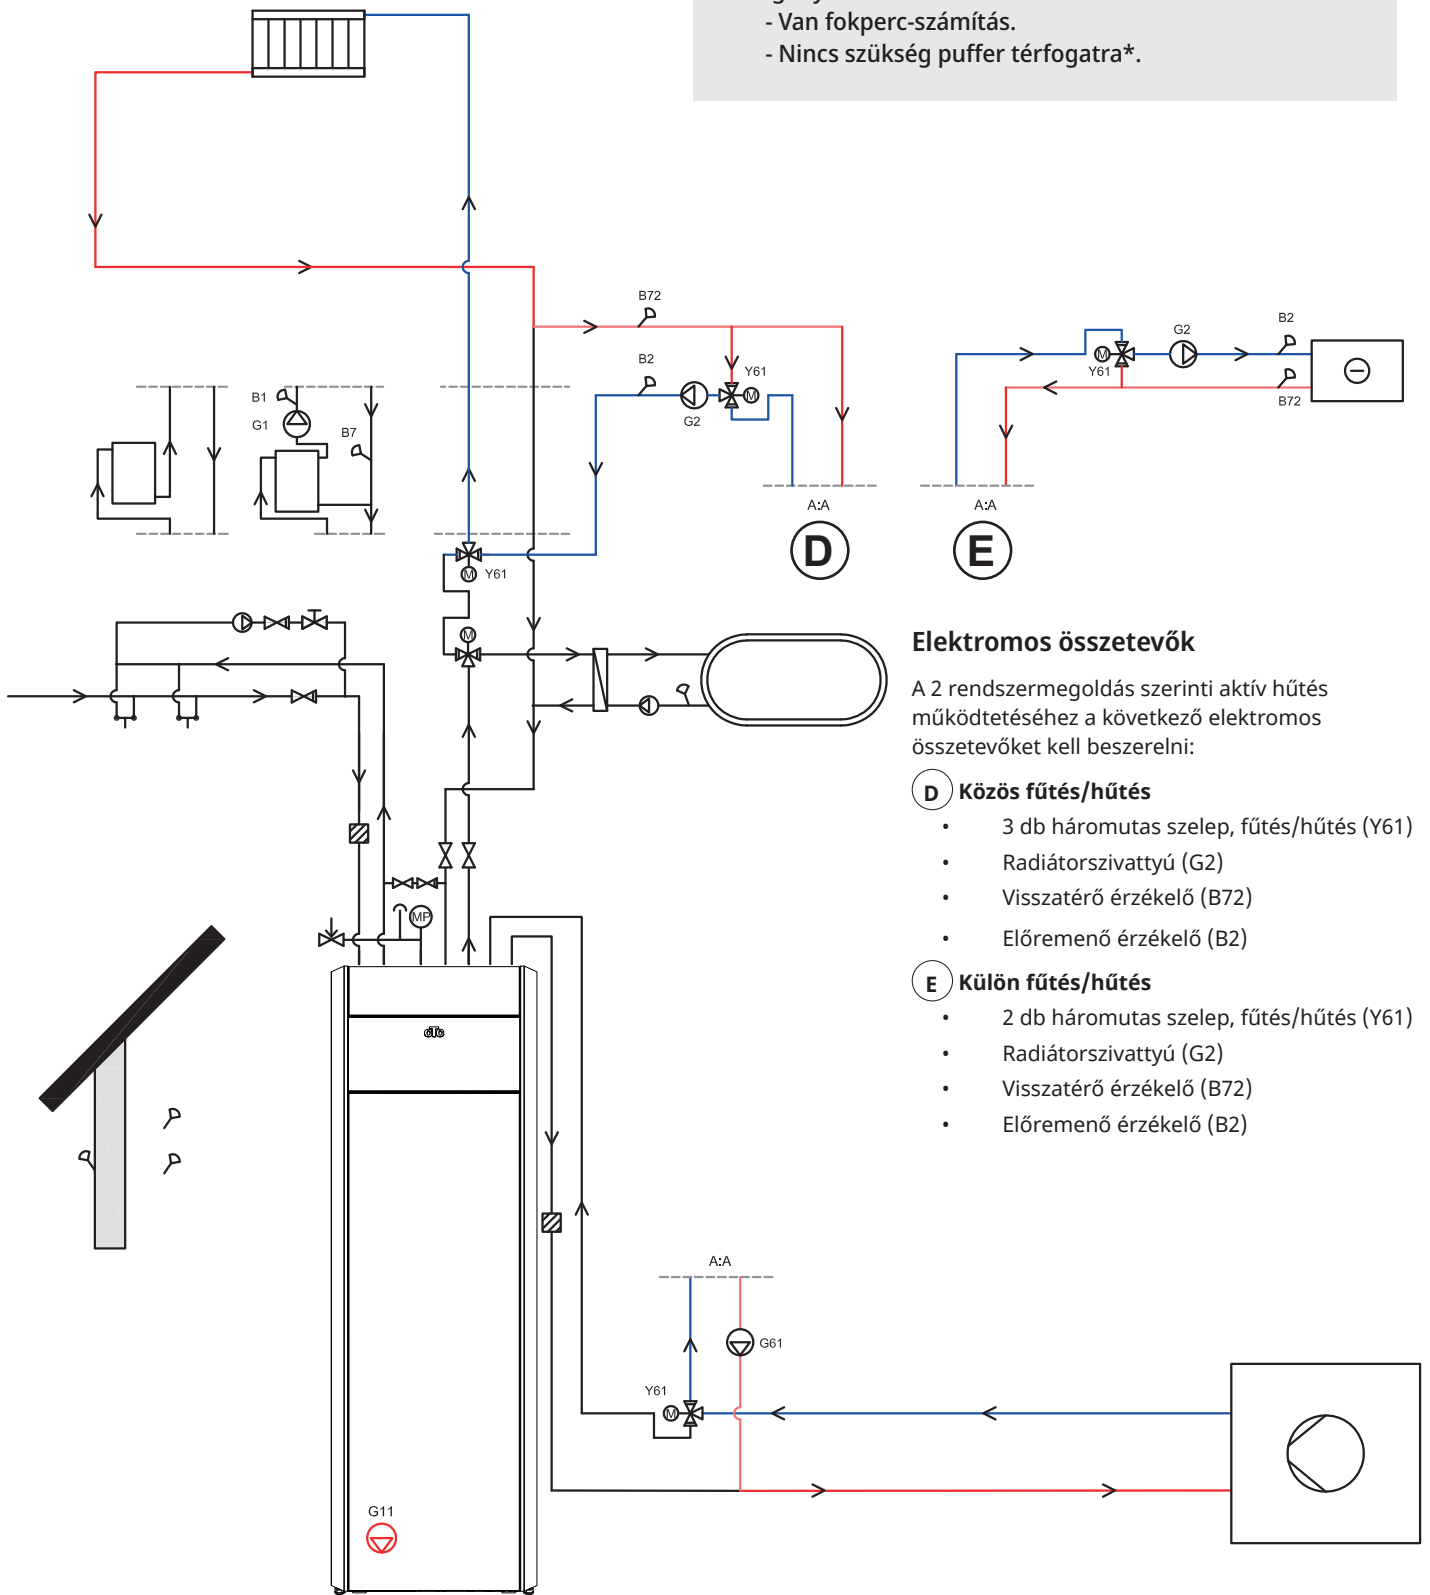 - Van fokperc-számítás.
- Nincs szükség puffer térfogatra*.
B72
B2
Y61
M
G2
A:A
D
G2
B2
M
Y61
B72
A:A
E
B1
G1
B7
M
Y61
M
MP
cTc
Elektromos összetevők
A 2 rendszermegoldás szerinti aktív hűtés
működtetéséhez a következő elektromos
összetevőket kell beszerelni:
D Közös fűtés/hűtés
• 3 db háromutas szelep, fűtés/hűtés (Y61)
• Radiátorszivattyú (G2)
• Visszatérő érzékelő (B72)
• Előremenő érzékelő (B2)
E Külön fűtés/hűtés
• 2 db háromutas szelep, fűtés/hűtés (Y61)
• Radiátorszivattyú (G2)
• Visszatérő érzékelő (B72)
• Előremenő érzékelő (B2)
A:A
G61
Y61
M
G11